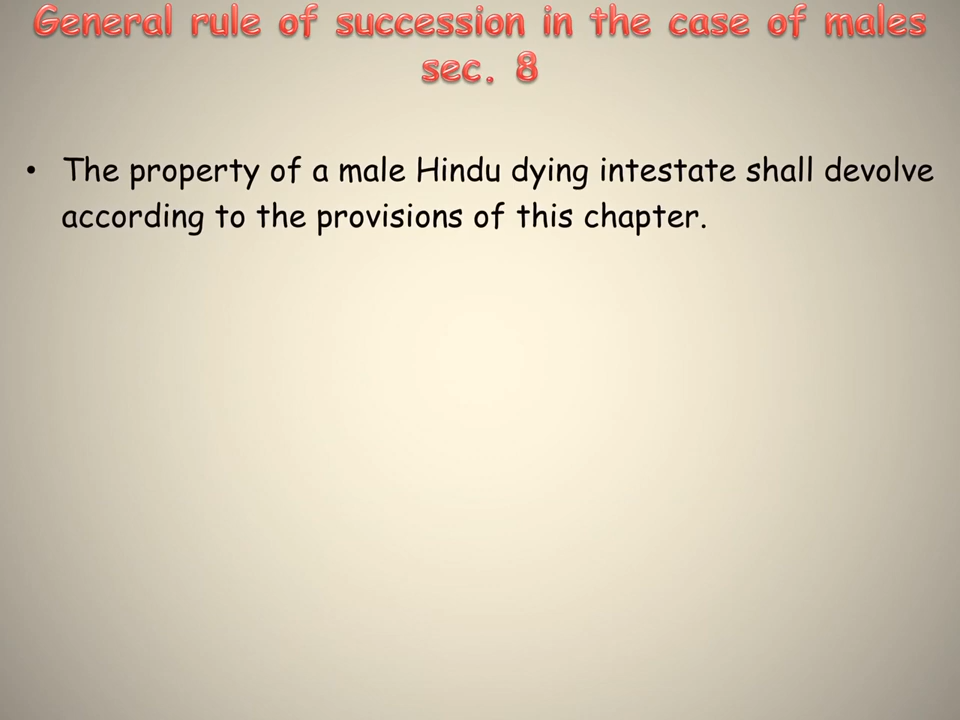 General rule of succession in the case of males
sec. 8
• The property of a male Hindu dying intestate shall devolve
according to the provisions of this chapter.